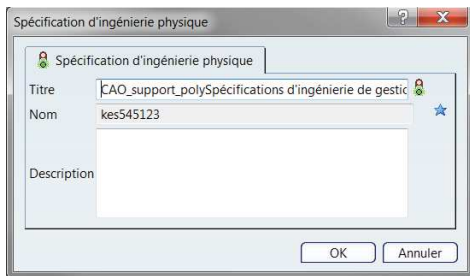 Spécification d'ingénierie physique
Spécification d'ingénierie physique
Titre CAO_support_polySpécifications d'ingénierie de gestic
Nom kes545123
Description
OK Annuler